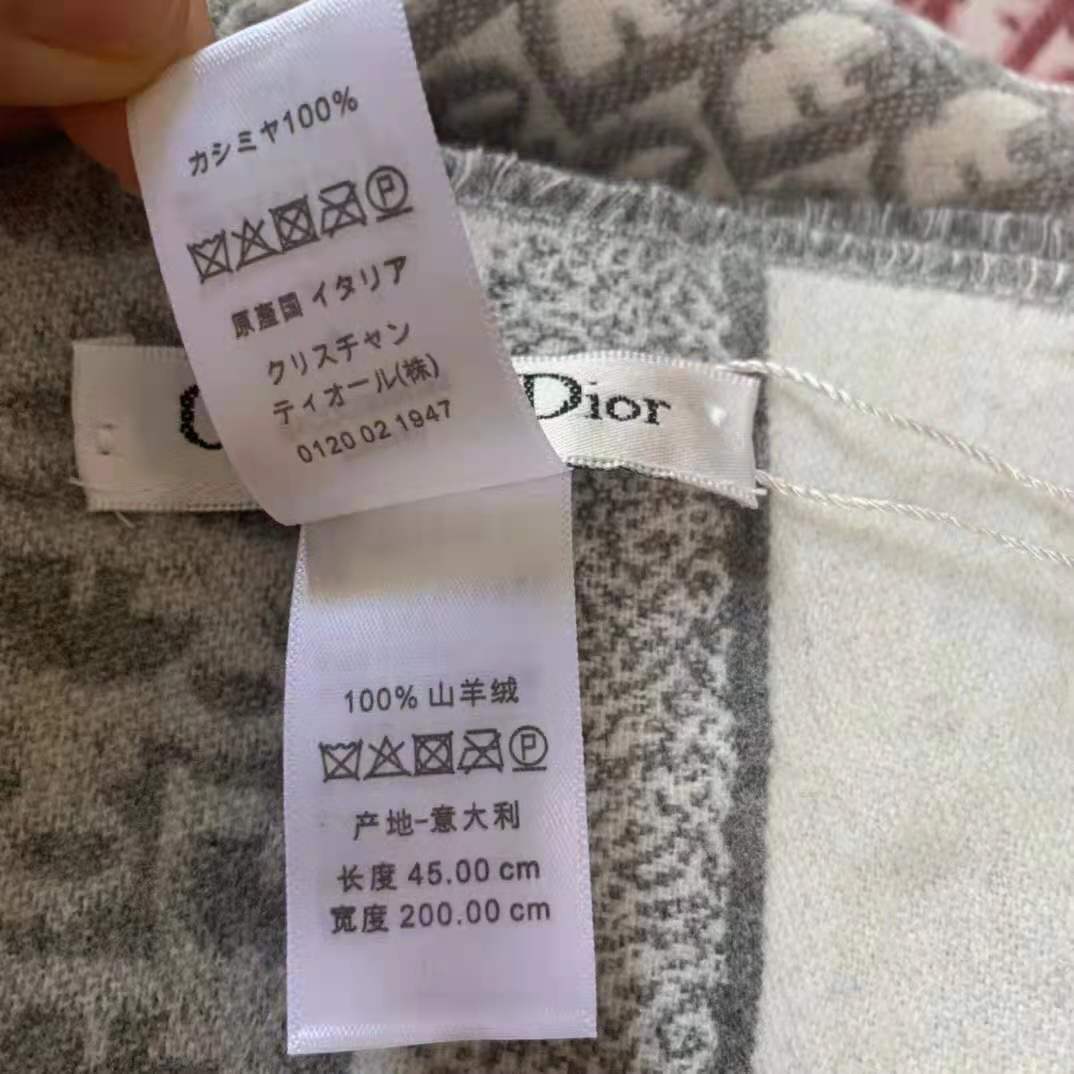 カシミヤ100%
P
原産国 イタリア
クリスチャン
ディオール(株)
0120 02 1947
Dior
100% 山羊绒
P
产地-意大利
长度 45.00 cm
宽度 200.00 cm